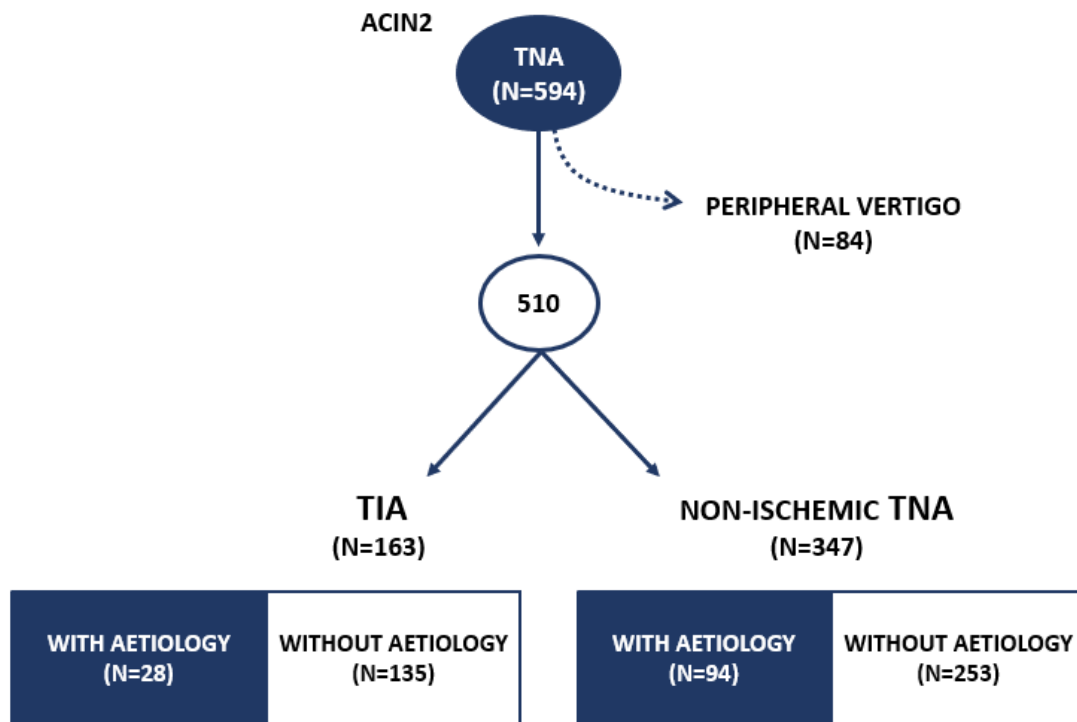 ACIN2
TNA
(N=594)
PERIPHERAL VERTIGO
(N=84)
510
TIA
(N=163)
NON-ISCHEMIC TNA
(N=347)
WITH AETIOLOGY
(N=28)
WITHOUT AETIOLOGY
(N=135)
WITH AETIOLOGY
(N=94)
WITHOUT AETIOLOGY
(N=253)